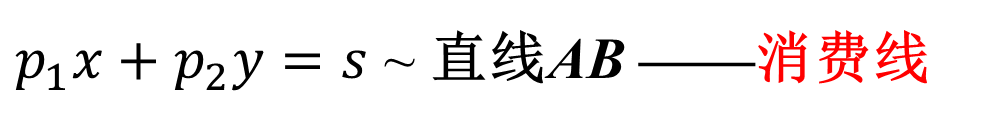 p₁x + p₂y = s ~ 直线AB ——消费线